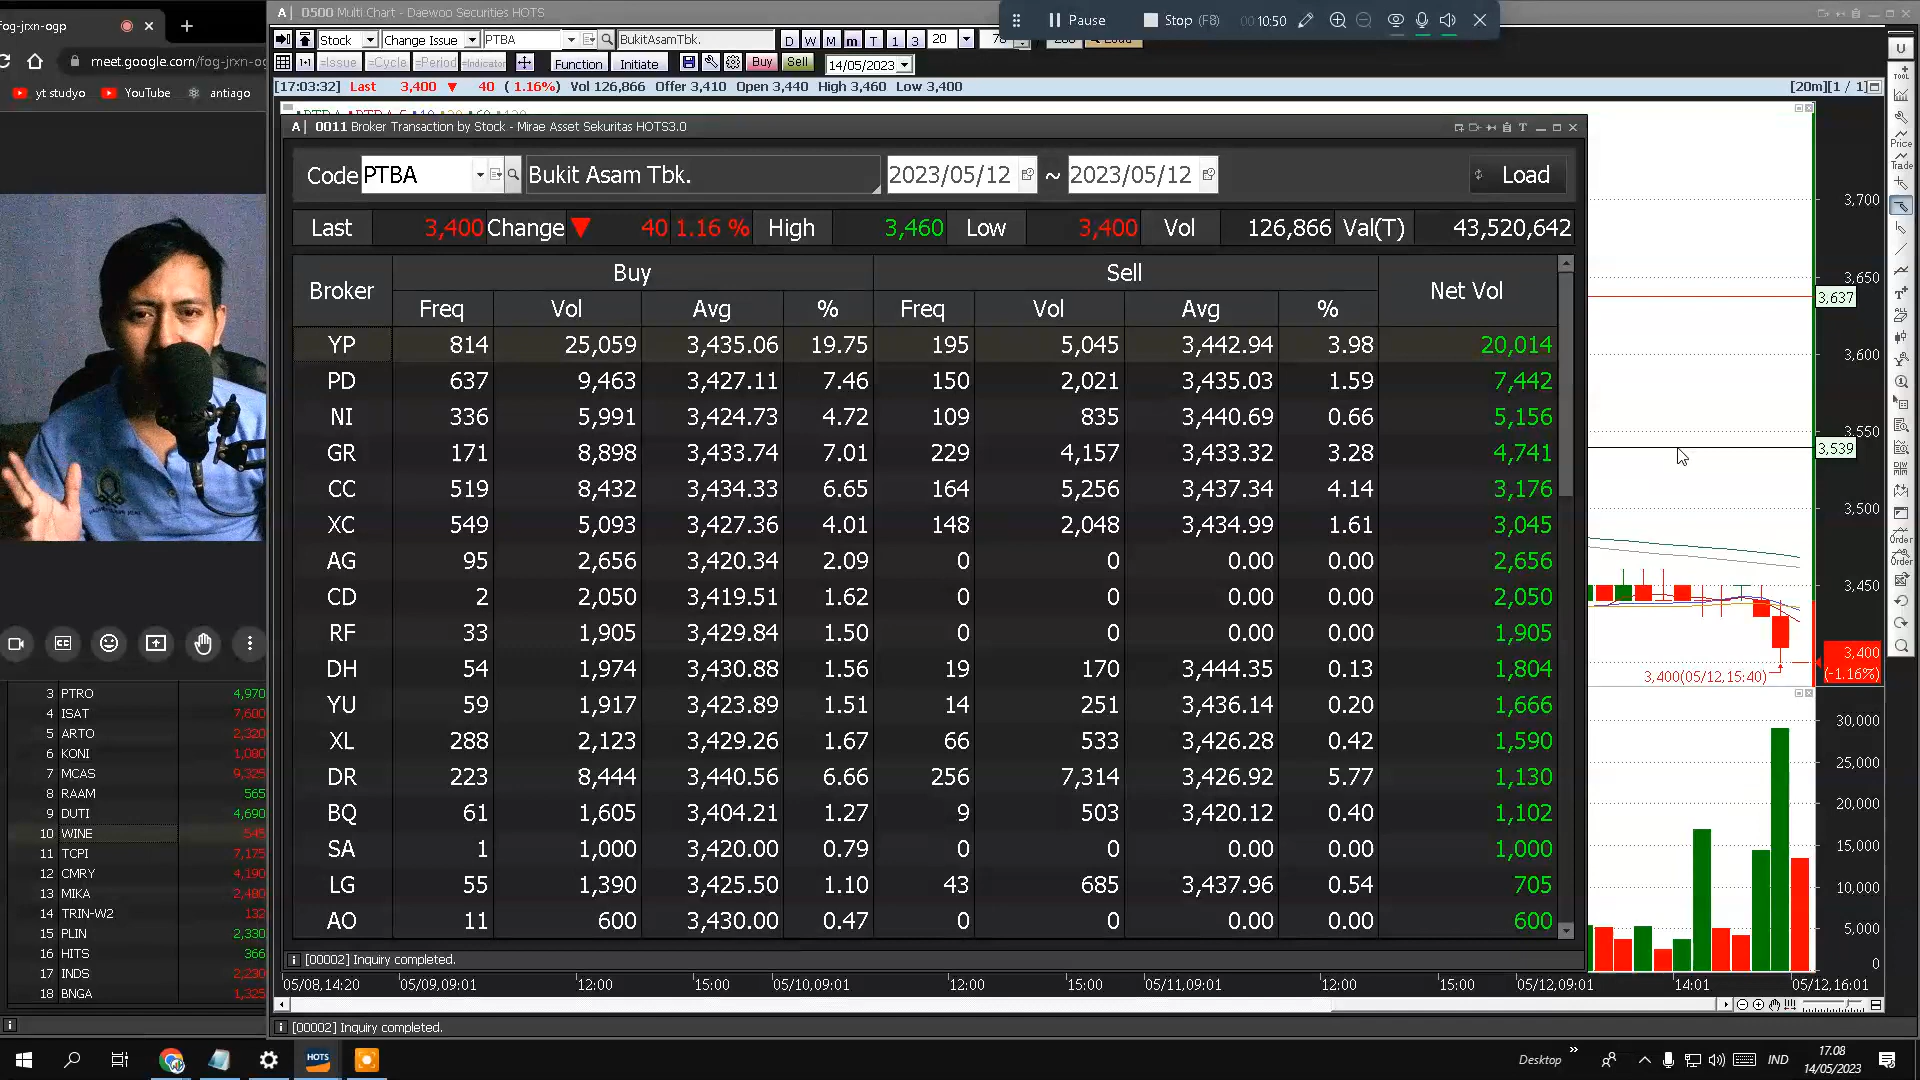 fog-jrxn-ogp
meet.google.com/fog-jrxn-og
yt studyo YouTube antiago
A 0500 Multi Chart - Daewoo Securities HOTS
Pause Stop (F8) 00 10:50
Stock Change Issue PTBA BukitAsamTbk. D W M m T 1 3 20 78
=Issue =Cycle =Period =Indicator Function Initiate Buy Sell 14/05/2023
[17:03:32] Last 3,400 ▼ 40 ( 1.16%) Vol 126,866 Offer 3,410 Open 3,440 High 3,460 Low 3,400 [20m][1 / 1]
A 0011 Broker Transaction by Stock - Mirae Asset Sekuritas HOTS3.0
Code PTBA Bukit Asam Tbk. 2023/05/12 ~ 2023/05/12 Load
Last 3,400 Change ▼ 40 1.16 % High 3,460 Low 3,400 Vol 126,866 Val(T) 43,520,642
Broker Buy Sell Net Vol
Freq Vol Avg % Freq Vol Avg %
YP 814 25,059 3,435.06 19.75 195 5,045 3,442.94 3.98 20,014
PD 637 9,463 3,427.11 7.46 150 2,021 3,435.03 1.59 7,442
NI 336 5,991 3,424.73 4.72 109 835 3,440.69 0.66 5,156
GR 171 8,898 3,433.74 7.01 229 4,157 3,433.32 3.28 4,741
CC 519 8,432 3,434.33 6.65 164 5,256 3,437.34 4.14 3,176
XC 549 5,093 3,427.36 4.01 148 2,048 3,434.99 1.61 3,045
AG 95 2,656 3,420.34 2.09 0 0 0.00 0.00 2,656
CD 2 2,050 3,419.51 1.62 0 0 0.00 0.00 2,050
RF 33 1,905 3,429.84 1.50 0 0 0.00 0.00 1,905
DH 54 1,974 3,430.88 1.56 19 170 3,444.35 0.13 1,804
YU 59 1,917 3,423.89 1.51 14 251 3,436.14 0.20 1,666
XL 288 2,123 3,429.26 1.67 66 533 3,426.28 0.42 1,590
DR 223 8,444 3,440.56 6.66 256 7,314 3,426.92 5.77 1,130
BQ 61 1,605 3,404.21 1.27 9 503 3,420.12 0.40 1,102
SA 1 1,000 3,420.00 0.79 0 0 0.00 0.00 1,000
LG 55 1,390 3,425.50 1.10 43 685 3,437.96 0.54 705
AO 11 600 3,430.00 0.47 0 0 0.00 0.00 600
[00002] Inquiry completed.
05/08,14:20 05/09,09:01 12:00 15:00 05/10,09:01 12:00 15:00 05/11,09:01 12:00 15:00 05/12,09:01 14:01 05/12,16:01
[00002] Inquiry completed.
3 PTRO 4,970
4 ISAT 7,600
5 ARTO 2,320
6 KONI 1,080
7 MCAS 9,325
8 RAAM 565
9 DUTI 4,690
10 WINE 545
11 TCPI 7,175
12 CMRY 4,190
13 MIKA 2,480
14 TRIN-W2 132
15 PLIN 2,330
16 HITS 366
17 INDS 2,230
18 BNGA 1,325
3,700
3,650
3,637
3,600
3,550
3,539
3,500
3,450
3,400
(-1.16%)
3,400(05/12,15:40)
30,000
25,000
20,000
15,000
10,000
5,000
0
U
TOOL
Price
Trade
Order
Order
HOTS
Desktop
IND
17.08
14/05/2023